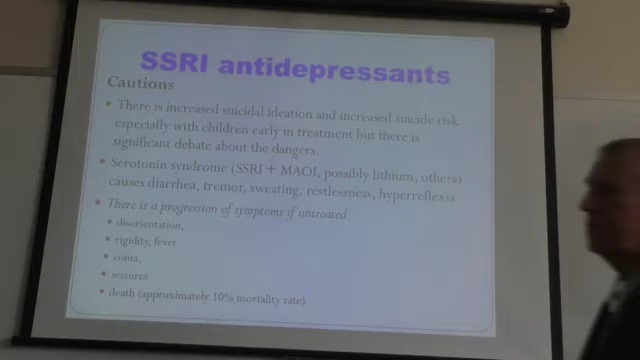 SSRI antidepressants
Cautions
There is increased suicidal ideation and increased suicide risk
especially with children early in treatment but there is
significant debate about the dangers.
Serotonin syndrome (SSRI + MAOI, possibly lithium, others)
causes diarrhea, tremor, sweating, restlessness, hyperreflexia
There is a progression of symptoms if untreated
disorientation,
rigidity, fever
coma,
seizures
death (approximately 10% mortality rate)